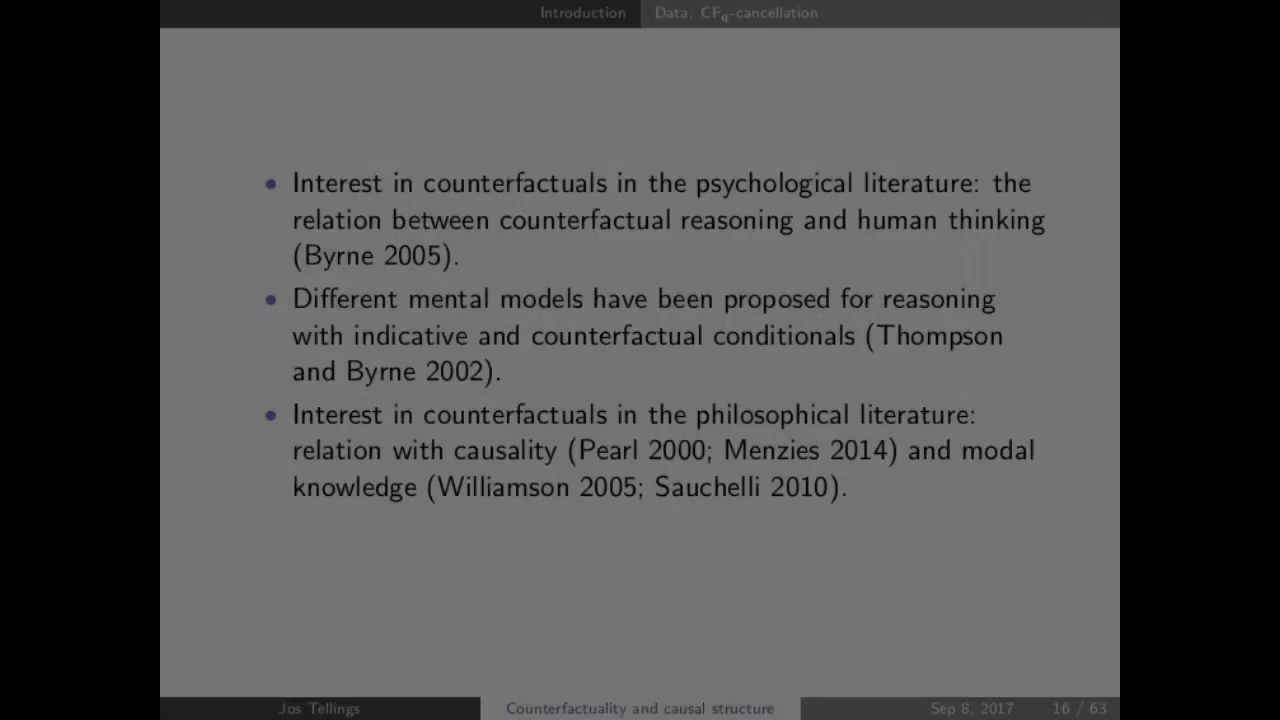 Introduction Data: CFq-cancellation
• Interest in counterfactuals in the psychological literature: the
relation between counterfactual reasoning and human thinking
(Byrne 2005).
• Different mental models have been proposed for reasoning
with indicative and counterfactual conditionals (Thompson
and Byrne 2002).
• Interest in counterfactuals in the philosophical literature:
relation with causality (Pearl 2000; Menzies 2014) and modal
knowledge (Williamson 2005; Sauchelli 2010).
Jos Tellings Counterfactuality and causal structure Sep 8, 2017 16 / 63